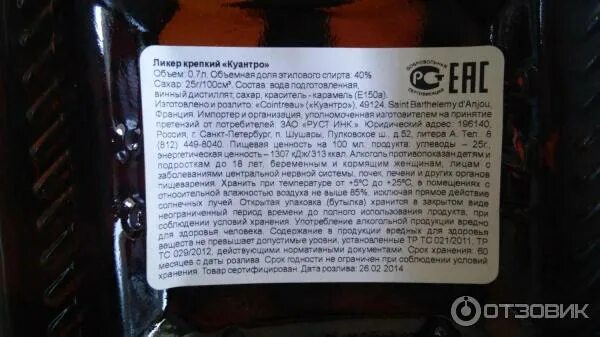 Ликер крепкий «Куантро»
Объем: 0.7л. Объемная доля этилового спирта: 40%
Сахар: 25г/100см³. Состав: вода подготовленная,
винный дистиллят, сахар, краситель - карамель (Е150а).
Изготовлено и розлито: «Cointreau» («Куантро»), 49124, Saint Barthelemy d'Anjou,
Франция. Импортер и организация, уполномоченная изготовителем на принятие
претензий от потребителей: ЗАО «РУСТ ИНК.». Юридический адрес: 196140,
Россия, г. Санкт-Петербург, п. Шушары, Пулковское ш., д.52, литера А. Тел.: 8
(812) 449-8040. Пищевая ценность на 100 мл. продукта: углеводы – 25г.,
энергетическая ценность – 1307 кДж/ 313 ккал. Алкоголь противопоказан детям и
подросткам до 18 лет, беременным и кормящим женщинам, лицам с
заболеваниями центральной нервной системы, почек, печени и других органов
пищеварения. Хранить при температуре от +5°С до +25°С, в помещениях с
относительной влажностью воздуха не выше 85%, исключая прямое действие
солнечных лучей. Открытая упаковка (бутылка) хранится в закрытом виде
неограниченный период времени до полного использования продукта, при
соблюдении условий хранения. Употребление алкогольной продукции вредно
для здоровья человека. Содержание в продукции вредных для здоровья
веществ не превышает допустимые уровни, установленные ТР ТС 021/2011; ТР
ТС 029/2012, действующими нормативными документами. Срок хранения: 60
месяцев с даты розлива. Срок годности не ограничен при соблюдении условий
хранения. Товар сертифицирован. Дата розлива: 26.02.2014
ДОБРОВОЛЬНАЯ
СЕРТИФИКАЦИЯ
EAC
ОТЗОВИК